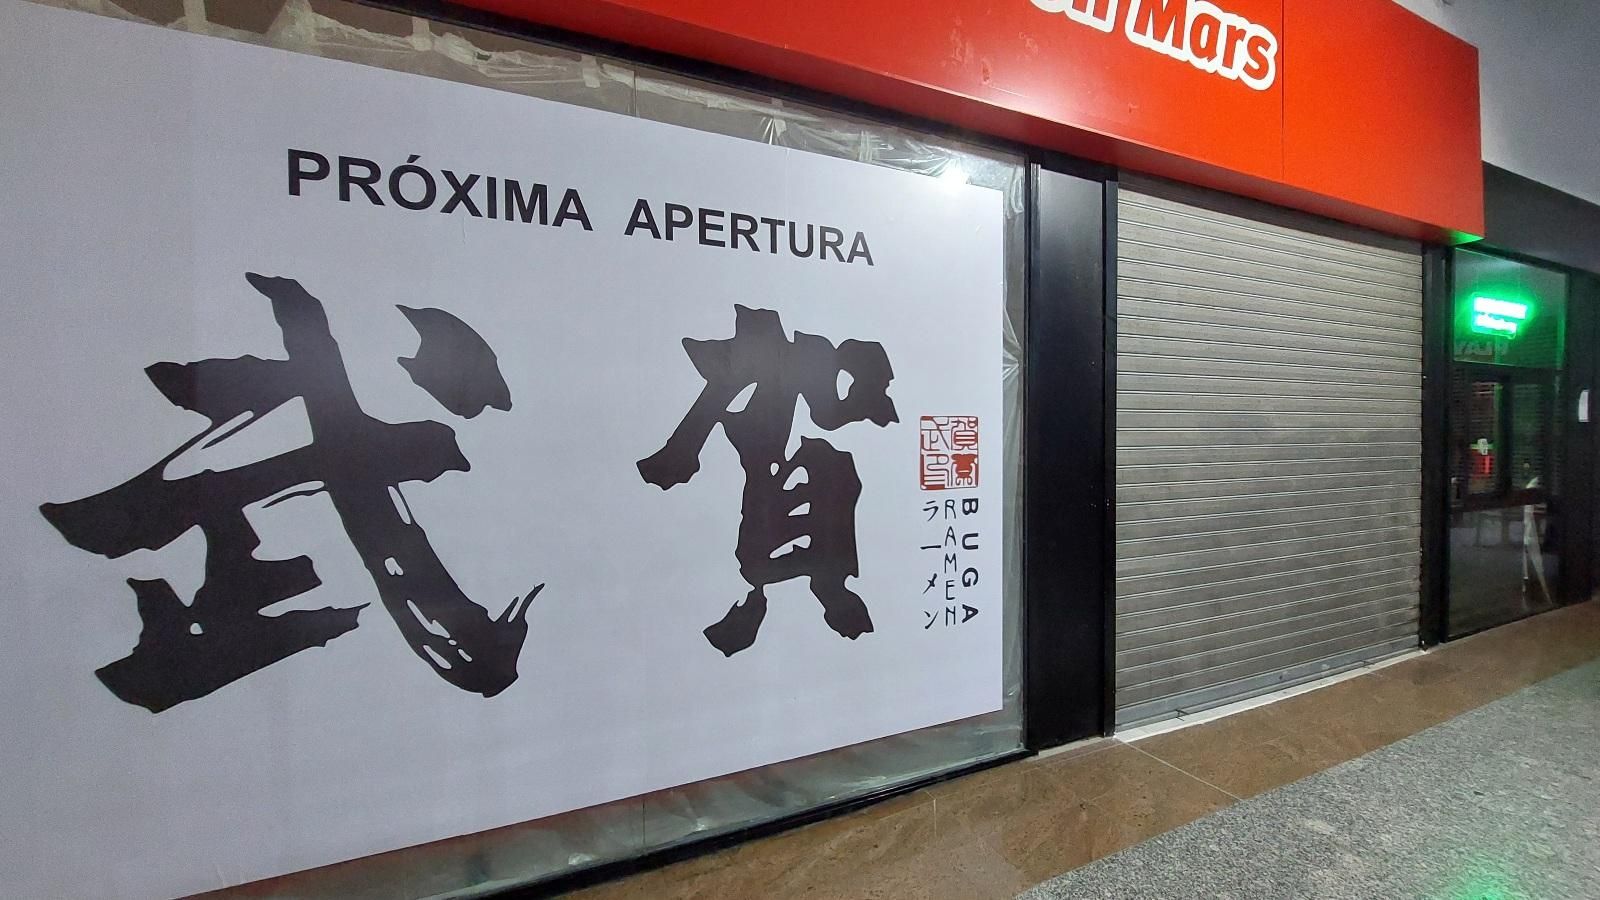 Mars
PRÓXIMA APERTURA
武賀
BUGA
RAMEN
ラーメン